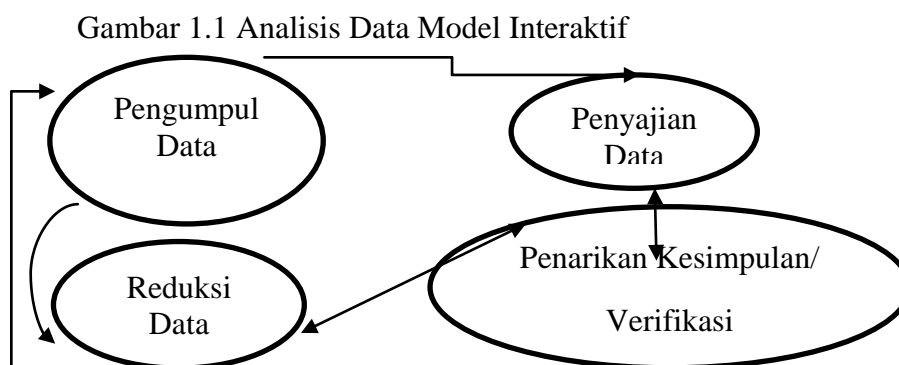 Gambar 1.1 Analisis Data Model Interaktif
Pengumpul
Data
Penyajian
Data
Reduksi
Data
Penarikan Kesimpulan/
Verifikasi